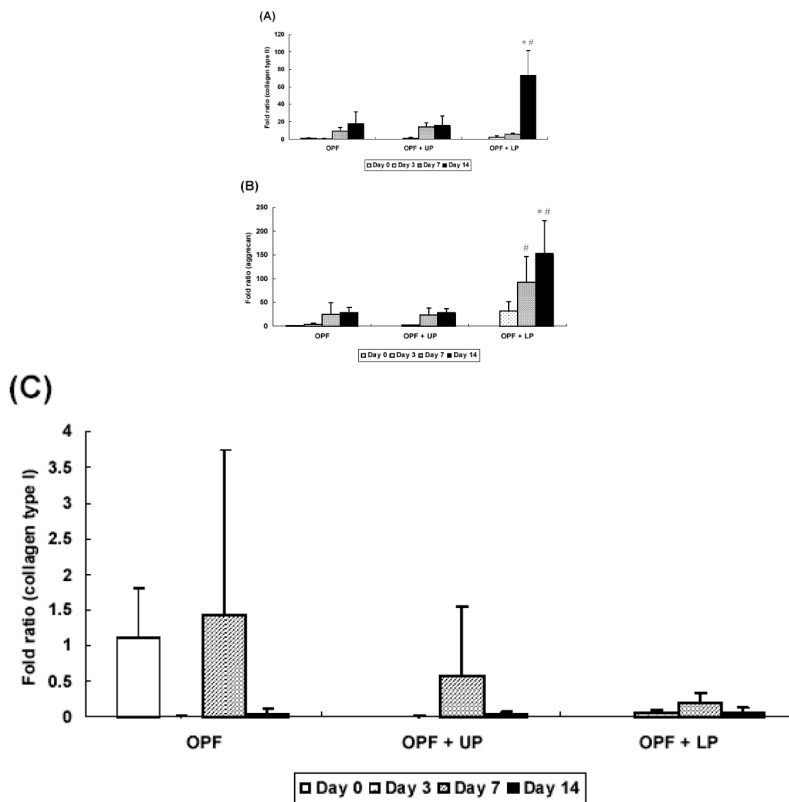 (A)
Fold ratio (collagen type II)
120
100
80
60
40
20
0
* #
OPF OPF + UP OPF + LP
Day 0 Day 3 Day 7 Day 14
(B)
Fold ratio (aggrecan)
250
200
150
100
50
0
#
* #
OPF OPF + UP OPF + LP
Day 0 Day 3 Day 7 Day 14
(C)
Fold ratio (collagen type I)
4
3.5
3
2.5
2
1.5
1
0.5
0
OPF OPF + UP OPF + LP
Day 0 Day 3 Day 7 Day 14